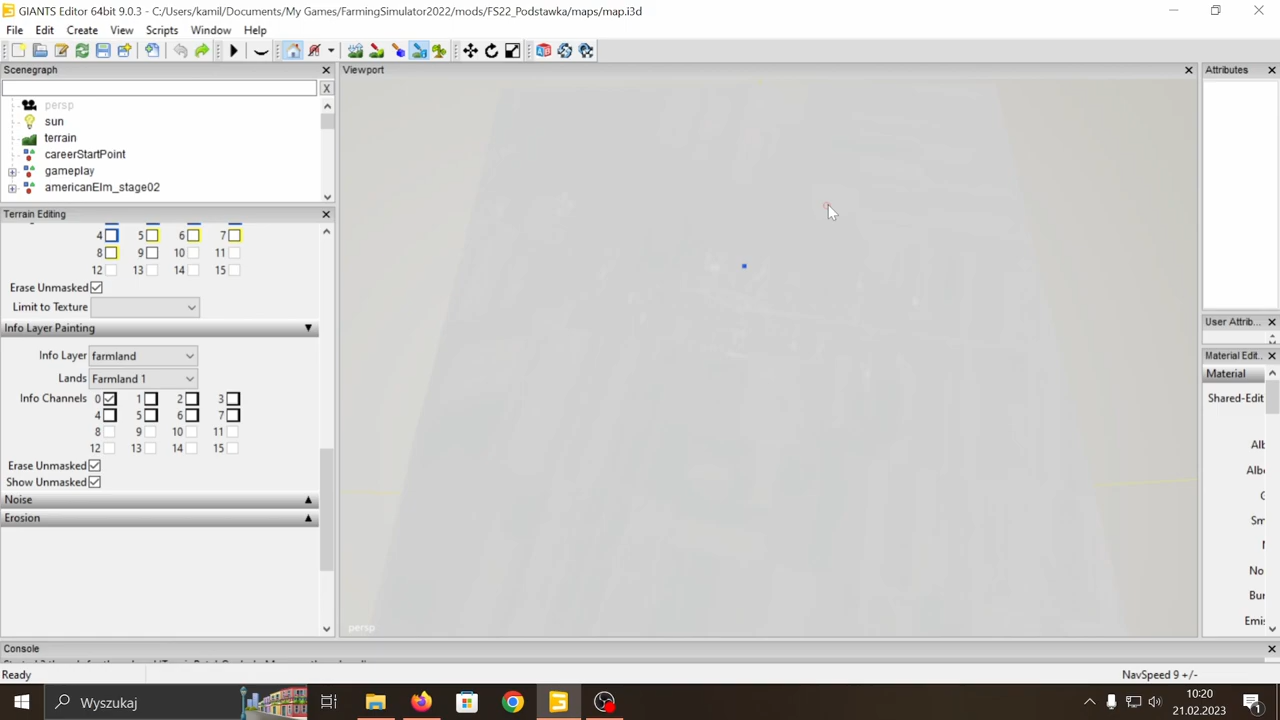 GIANTS Editor 64bit 9.0.3 - C:/Users/kamil/Documents/My Games/FarmingSimulator2022/mods/FS22_Podstawka/maps/map.i3d
File Edit Create View Scripts Window Help
Scenegraph
X
persp
sun
terrain
careerStartPoint
gameplay
americanElm_stage02
Terrain Editing
4 5 6 7
8 9 10 11
12 13 14 15
Erase Unmasked
Limit to Texture
Info Layer Painting
Info Layer farmland
Lands Farmland 1
Info Channels 0 1 2 3
4 5 6 7
8 9 10 11
12 13 14 15
Erase Unmasked
Show Unmasked
Noise
Erosion
Viewport
persp
Attributes
User Attrib...
Material Edit..
Material
Shared-Edit
Console
Ready
NavSpeed 9 +/-
Wyszukaj
10:20
21.02.2023
1